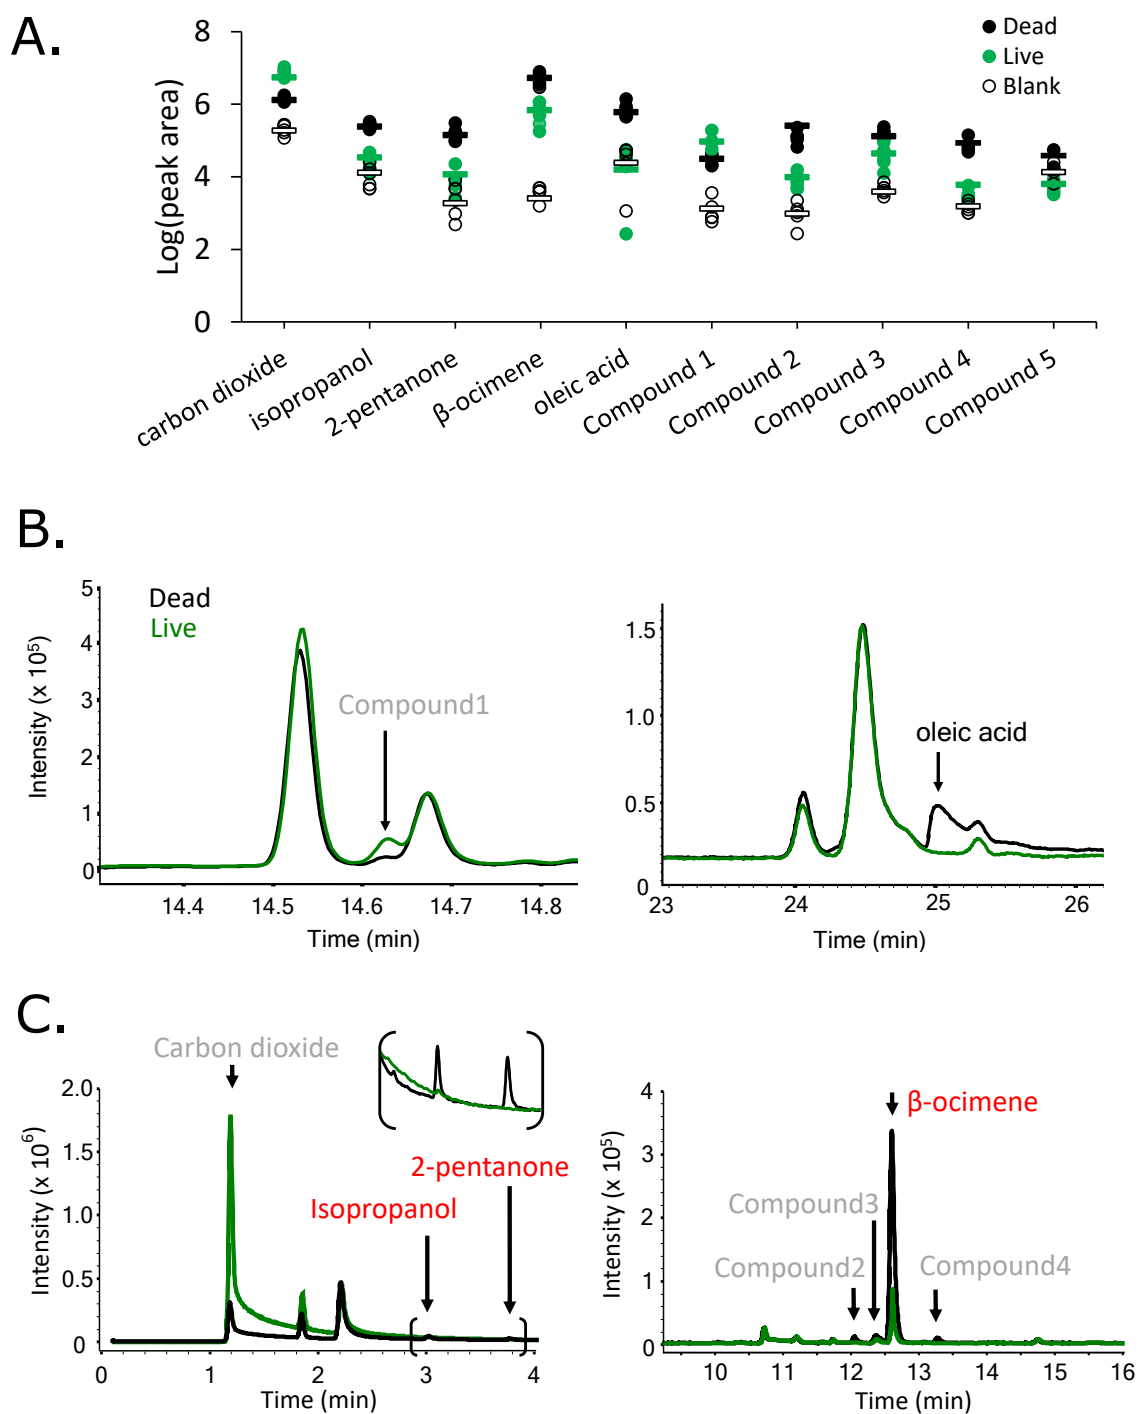 A.
8
6
4
2
0
Log(peak area)
Dead
Live
Blank
carbon dioxide
isopropanol
2-pentanone
β-ocimene
oleic acid
Compound 1
Compound 2
Compound 3
Compound 4
Compound 5
B.
5
4
3
2
1
0
Intensity (x 10⁵)
Dead
Live
Compound1
14.4 14.5 14.6 14.7 14.8
Time (min)
1.5
1.0
0.5
0
oleic acid
23 24 25 26
Time (min)
C.
Carbon dioxide
2.0
1.5
1.0
0.5
0
Intensity (x 10⁶)
2-pentanone
Isopropanol
0 1 2 3 4
Time (min)
4
3
2
1
0
Intensity (x 10⁵)
β-ocimene
Compound3
Compound2
Compound4
10 11 12 13 14 15 16
Time (min)